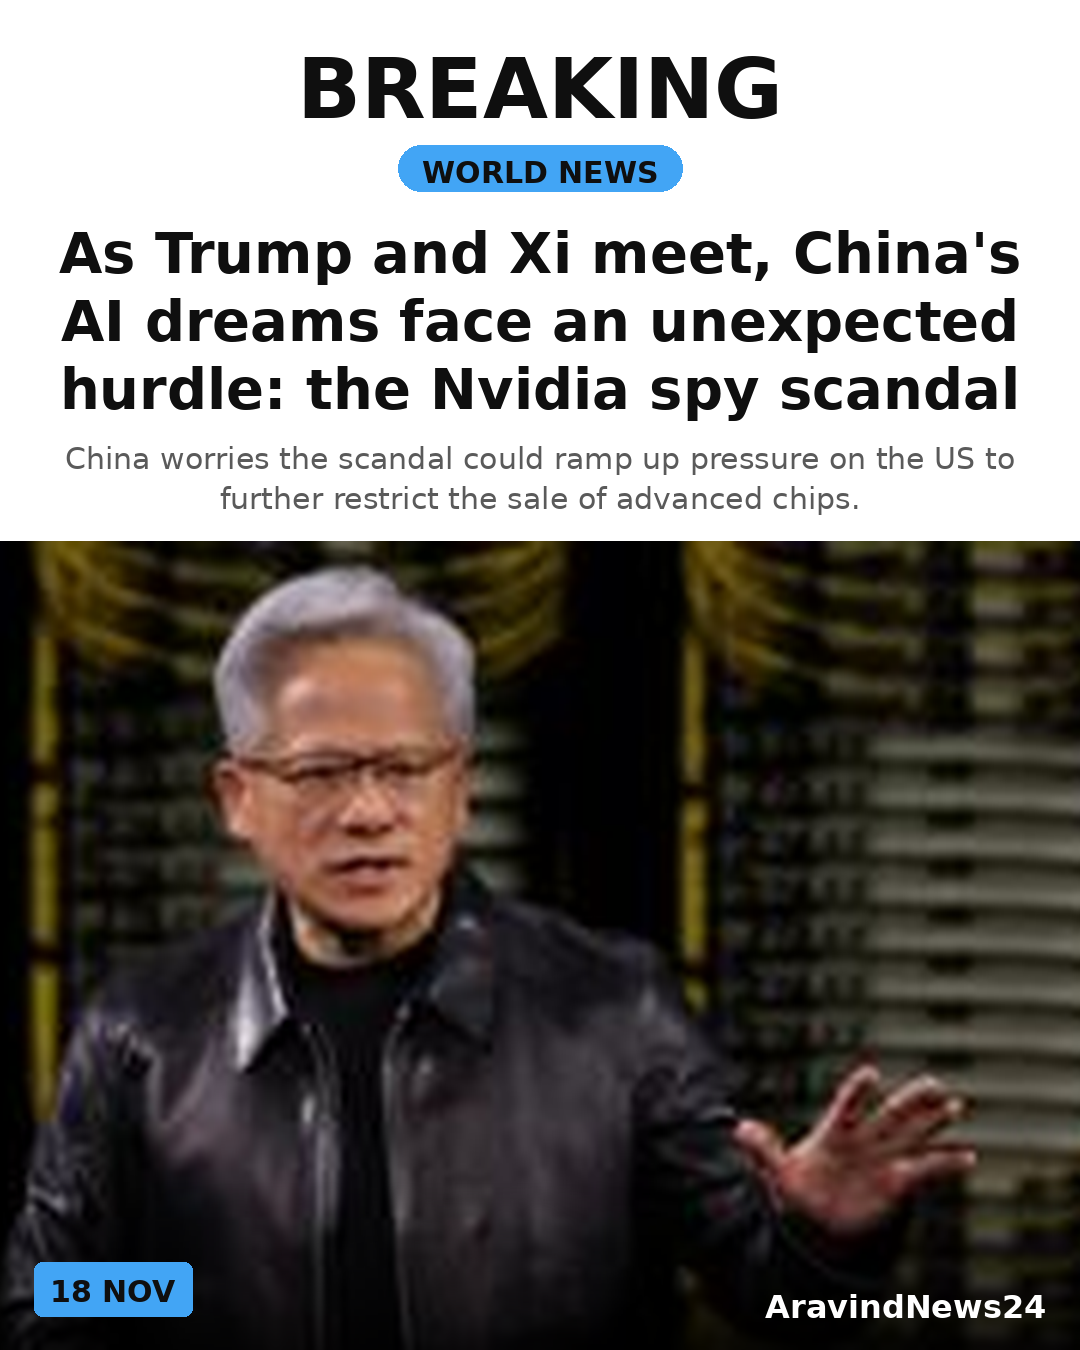 BREAKING
WORLD NEWS
As Trump and Xi meet, China's
AI dreams face an unexpected
hurdle: the Nvidia spy scandal
China worries the scandal could ramp up pressure on the US to
further restrict the sale of advanced chips.
18 NOV
AravindNews24